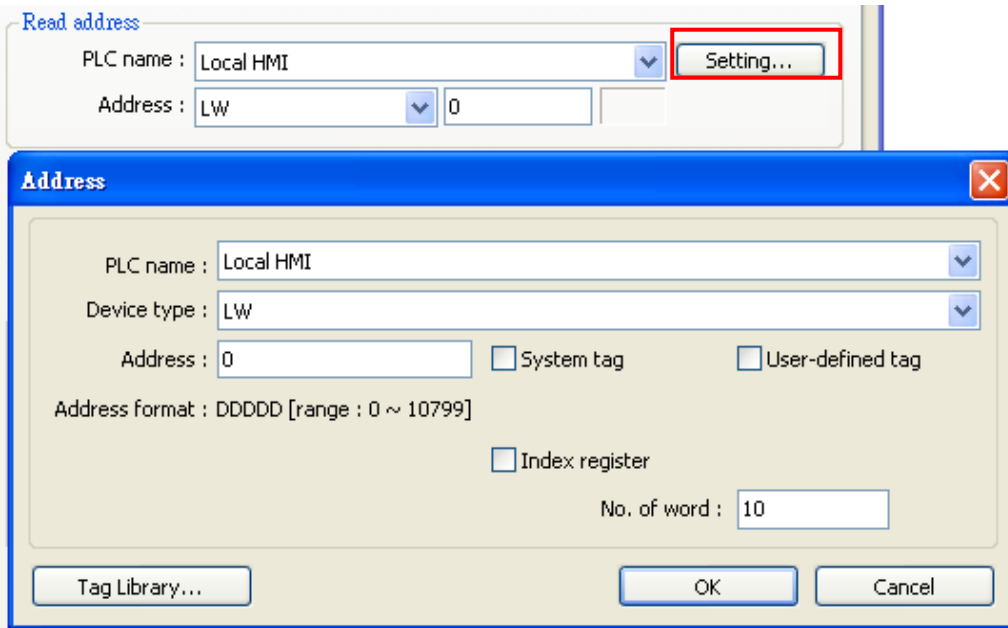 Read address
PLC name : Local HMI Setting...
Address : LW 0
Address
PLC name : Local HMI
Device type : LW
Address : 0 System tag User-defined tag
Address format : DDDDD [range : 0 ~ 10799]
Index register
No. of word : 10
Tag Library... OK Cancel